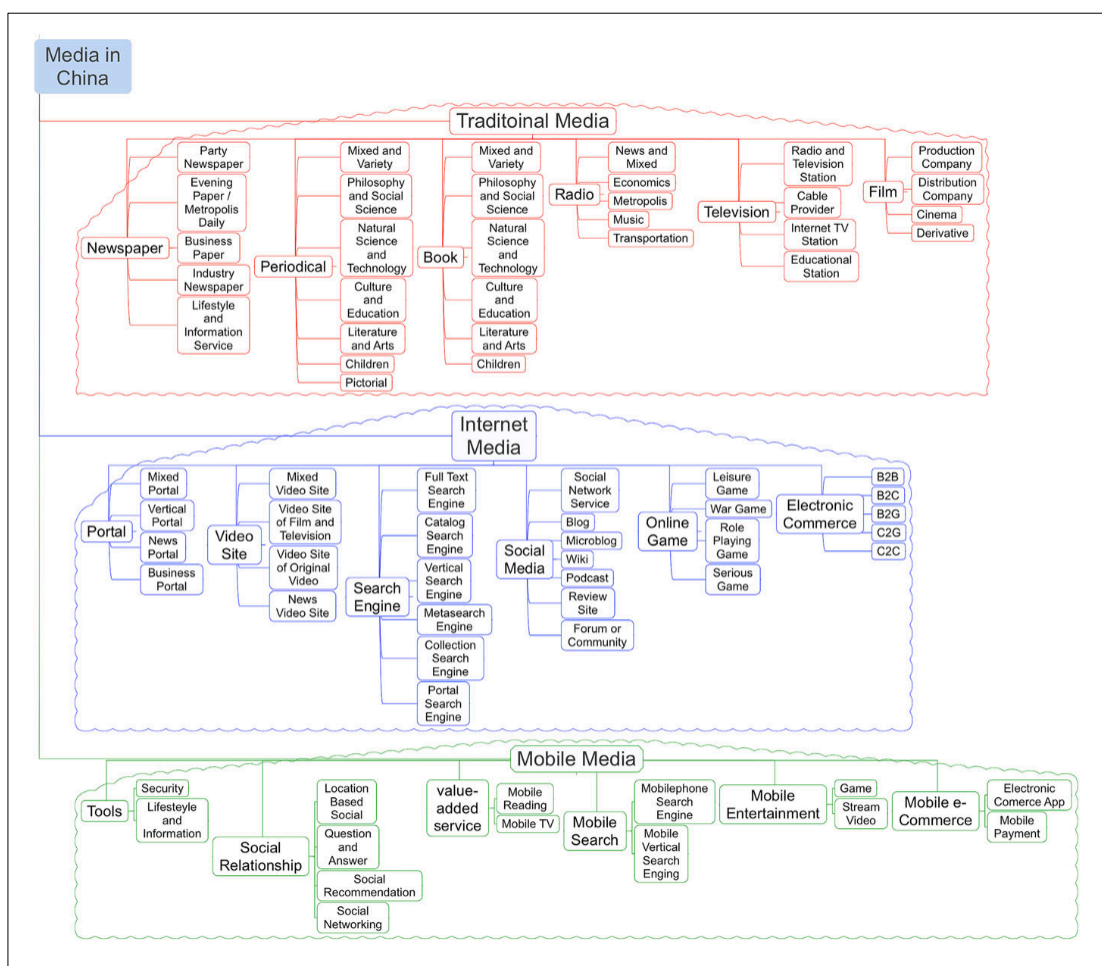 Media in
China
Traditoinal Media
Newspaper
Party
Newspaper
Evening
Paper /
Metropolis
Daily
Business
Paper
Industry
Newspaper
Lifestyle
and
Information
Service
Periodical
Mixed and
Variety
Philosophy
and Social
Science
Natural
Science
and
Technology
Culture
and
Education
Literature
and Arts
Children
Pictorial
Book
Mixed and
Variety
Philosophy
and Social
Science
Natural
Science
and
Technology
Culture
and
Education
Literature
and Arts
Children
Radio
News and
Mixed
Economics
Metropolis
Music
Transportation
Television
Radio and
Television
Station
Cable
Provider
Internet TV
Station
Educational
Station
Film
Production
Company
Distribution
Company
Cinema
Derivative
Internet
Media
Portal
Mixed
Portal
Vertical
Portal
News
Portal
Business
Portal
Video
Site
Mixed
Video Site
Video Site
of Film and
Television
Video Site
of Original
Video
News
Video Site
Search
Engine
Full Text
Search
Engine
Catalog
Search
Engine
Vertical
Search
Engine
Metasearch
Engine
Collection
Search
Engine
Portal
Search
Engine
Social
Media
Social
Network
Service
Blog
Microblog
Wiki
Podcast
Review
Site
Forum or
Community
Online
Game
Leisure
Game
War Game
Role
Playing
Game
Serious
Game
Electronic
Commerce
B2B
B2C
B2G
C2G
C2C
Mobile Media
Tools
Security
Lifesteyle
and
Information
Social
Relationship
Location
Based
Social
Question
and
Answer
Social
Recommendation
Social
Networking
value-
added
service
Mobile
Reading
Mobile TV
Mobile
Search
Mobilephone
Search
Engine
Mobile
Vertical
Search
Enging
Mobile
Entertainment
Game
Stream
Video
Mobile e-
Commerce
Electronic
Comerce App
Mobile
Payment